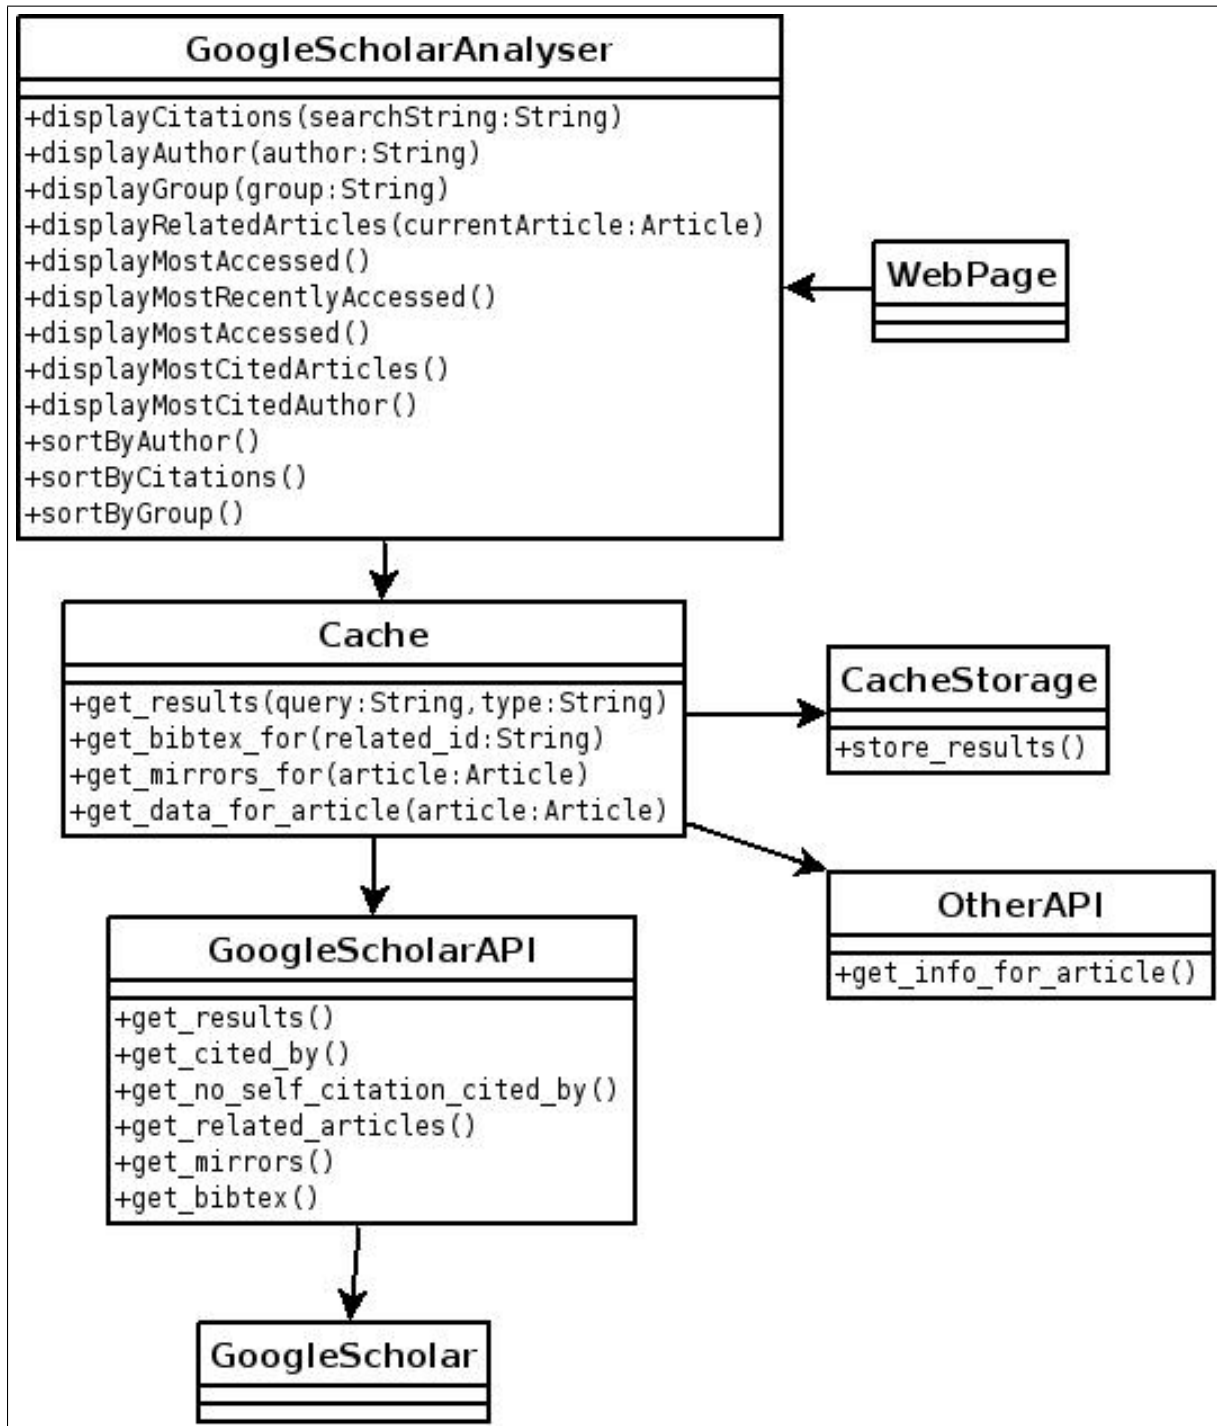 GoogleScholarAnalyser
+displayCitations(searchString:String)
+displayAuthor(author:String)
+displayGroup(group:String)
+displayRelatedArticles(currentArticle:Article)
+displayMostAccessed()
+displayMostRecentlyAccessed()
+displayMostAccessed()
+displayMostCitedArticles()
+displayMostCitedAuthor()
+sortByAuthor()
+sortByCitations()
+sortByGroup()
WebPage
Cache
+get_results(query:String,type:String)
+get_bibtex_for(related_id:String)
+get_mirrors_for(article:Article)
+get_data_for_article(article:Article)
CacheStorage
+store_results()
OtherAPI
+get_info_for_article()
GoogleScholarAPI
+get_results()
+get_cited_by()
+get_no_self_citation_cited_by()
+get_related_articles()
+get_mirrors()
+get_bibtex()
GoogleScholar